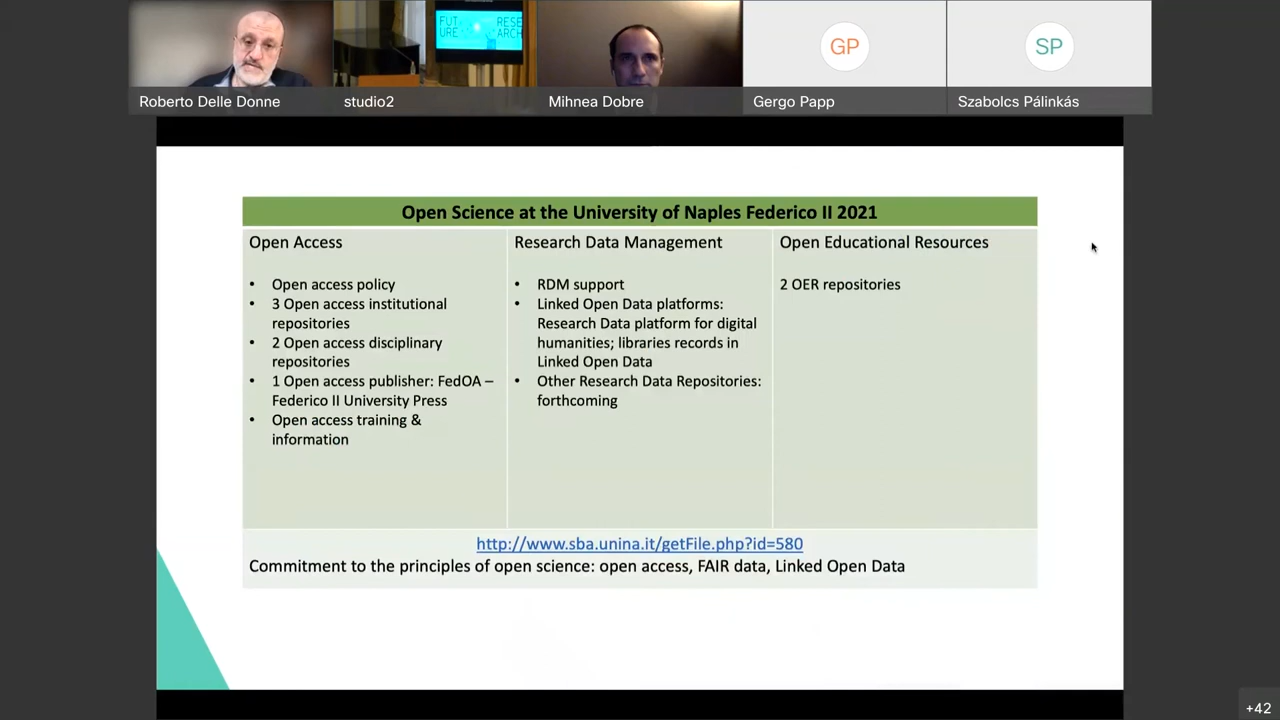 FUT RESE
URE ARCH
GP
SP
Roberto Delle Donne
studio2
Mihnea Dobre
Gergo Papp
Szabolcs Pálinkás
Open Science at the University of Naples Federico II 2021
Open Access
• Open access policy
• 3 Open access institutional
repositories
• 2 Open access disciplinary
repositories
• 1 Open access publisher: FedOA –
Federico II University Press
• Open access training &
information
Research Data Management
• RDM support
• Linked Open Data platforms:
Research Data platform for digital
humanities; libraries records in
Linked Open Data
• Other Research Data Repositories:
forthcoming
Open Educational Resources
2 OER repositories
http://www.sba.unina.it/getFile.php?id=580
Commitment to the principles of open science: open access, FAIR data, Linked Open Data
+42